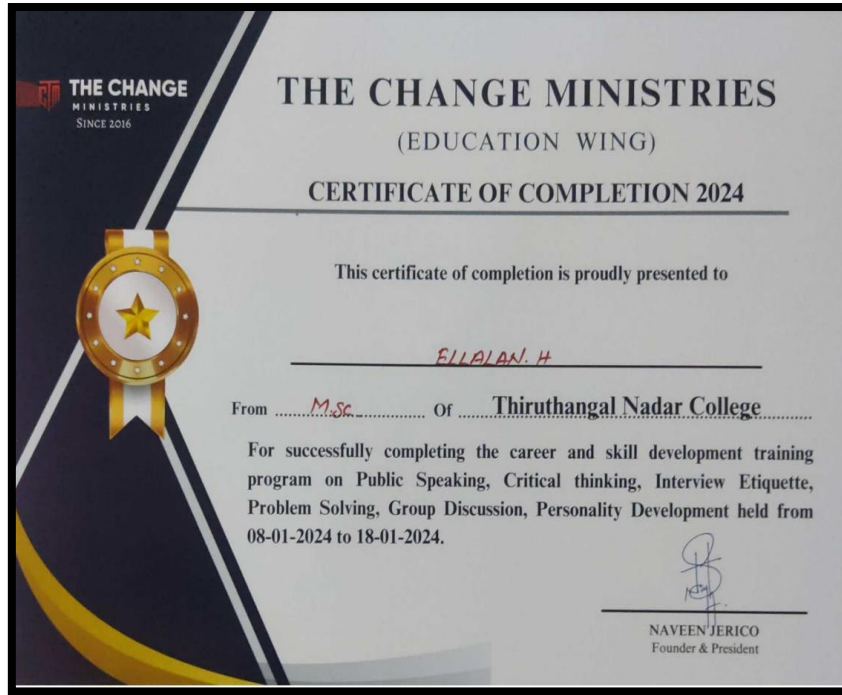 THE CHANGE
MINISTRIES
SINCE 2016
THE CHANGE MINISTRIES
(EDUCATION WING)
CERTIFICATE OF COMPLETION 2024
This certificate of completion is proudly presented to
ELLALAN. H
From M.SC Of Thiruthangal Nadar College
For successfully completing the career and skill development training
program on Public Speaking, Critical thinking, Interview Etiquette,
Problem Solving, Group Discussion, Personality Development held from
08-01-2024 to 18-01-2024.
NAVEEN JERICO
Founder & President